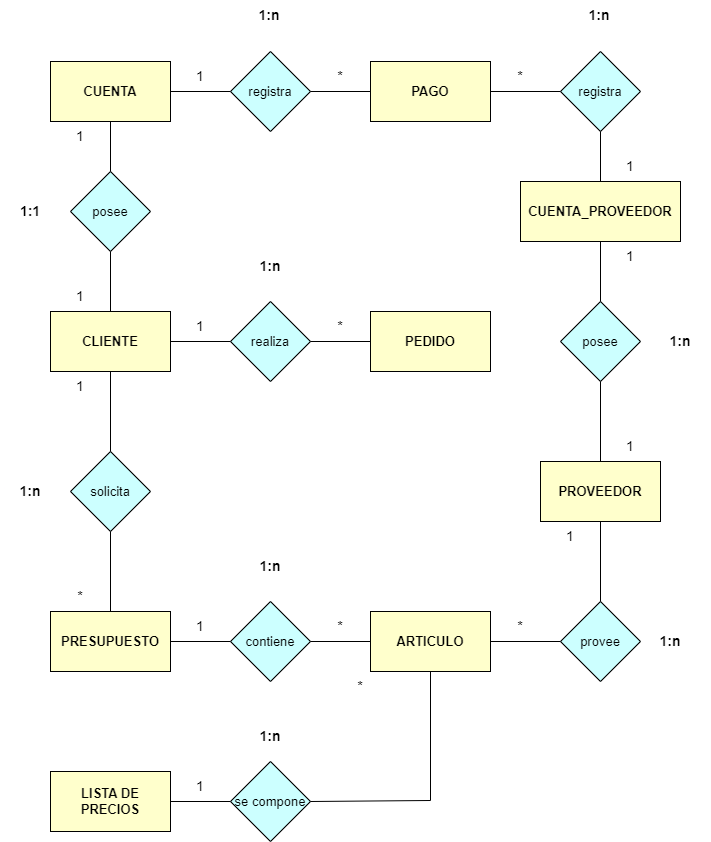 1:n
1:n
CUENTA
1
registra
*
PAGO
*
registra
1
1
1:1
posee
CUENTA_PROVEEDOR
1
1:n
1
CLIENTE
1
realiza
*
PEDIDO
posee
1:n
1
1
1:n
solicita
PROVEEDOR
1
1:n
*
PRESUPUESTO
1
contiene
*
ARTICULO
*
provee
1:n
*
1:n
LISTA DE
PRECIOS
1
se compone